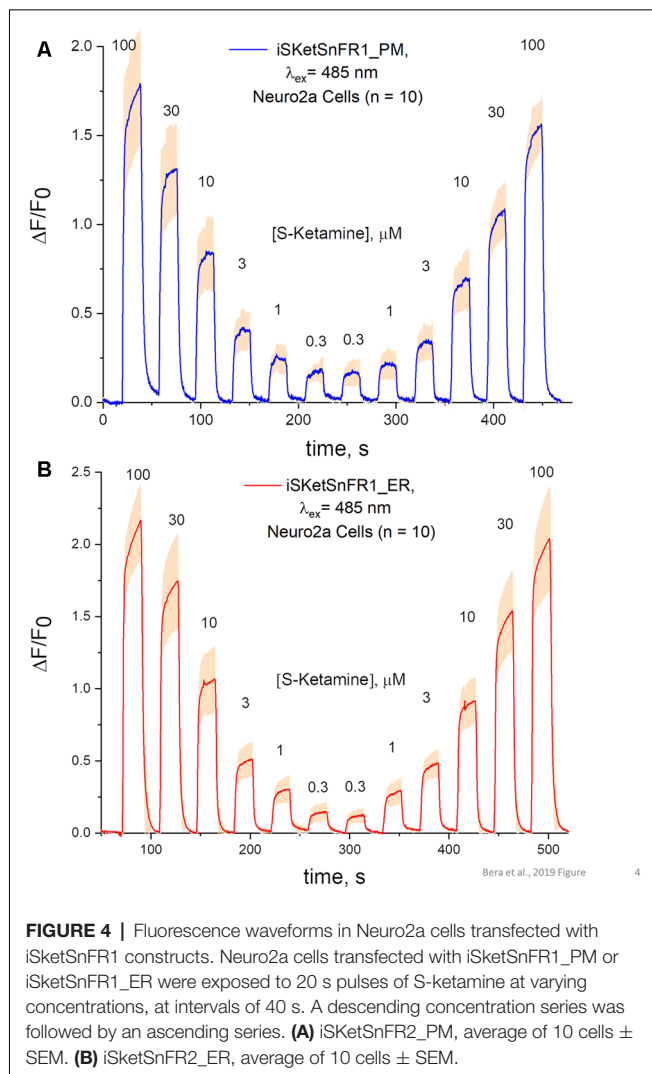 A
iSKetSnFR1_PM,
λex= 485 nm
Neuro2a Cells (n = 10)
100
30
10
3
1
0.3
0.3
1
3
10
30
100
[S-Ketamine], μM
ΔF/F0
2.0
1.5
1.0
0.5
0.0
0 100 200 300 400
time, s
B
iSKetSnFR1_ER,
λex= 485 nm
Neuro2a Cells (n = 10)
100
30
10
3
1
0.3
0.3
1
3
10
30
100
[S-Ketamine], μM
ΔF/F0
2.5
2.0
1.5
1.0
0.5
0.0
100 200 300 400 500
time, s
Bera et al., 2019 Figure 4
FIGURE 4 | Fluorescence waveforms in Neuro2a cells transfected with
iSketSnFR1 constructs. Neuro2a cells transfected with iSketSnFR1_PM or
iSketSnFR1_ER were exposed to 20 s pulses of S-ketamine at varying
concentrations, at intervals of 40 s. A descending concentration series was
followed by an ascending series. (A) iSKetSnFR2_PM, average of 10 cells ±
SEM. (B) iSketSnFR2_ER, average of 10 cells ± SEM.